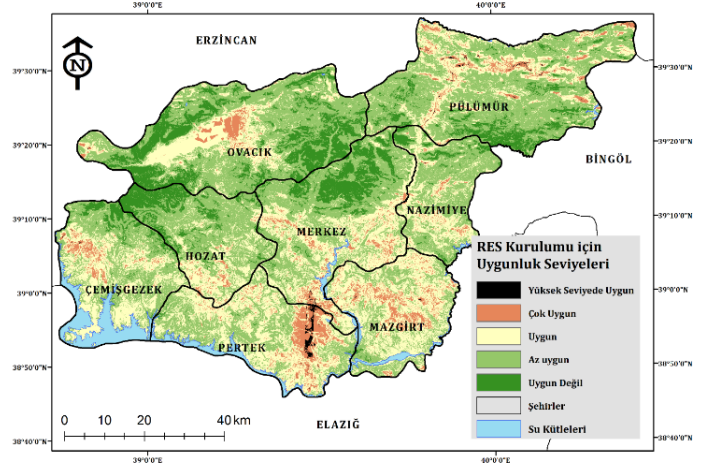 39°0'0"E
40°0'0"E
ERZİNCAN
N
39°30'0"N
39°30'0"N
PÜLÜMÜR
39°20'0"N
39°20'0"N
OVACIK
BİNGÖL
39°10'0"N
39°10'0"N
NAZIMİYE
MERKEZ
HOZAT
RES Kurulumu için
Uygunluk Seviyeleri
ÇEMİŞGEZEK
39°0'0"N
39°0'0"N
Yüksek Seviyede Uygun
Çok Uygun
MAZGİRT
Uygun
PERTEK
Az uygun
38°50'0"N
38°50'0"N
Uygun Değil
Şehirler
Su Kütleleri
0 10 20 40 km
ELAZIĞ
38°40'0"N
38°40'0"N
39°0'0"E
40°0'0"E